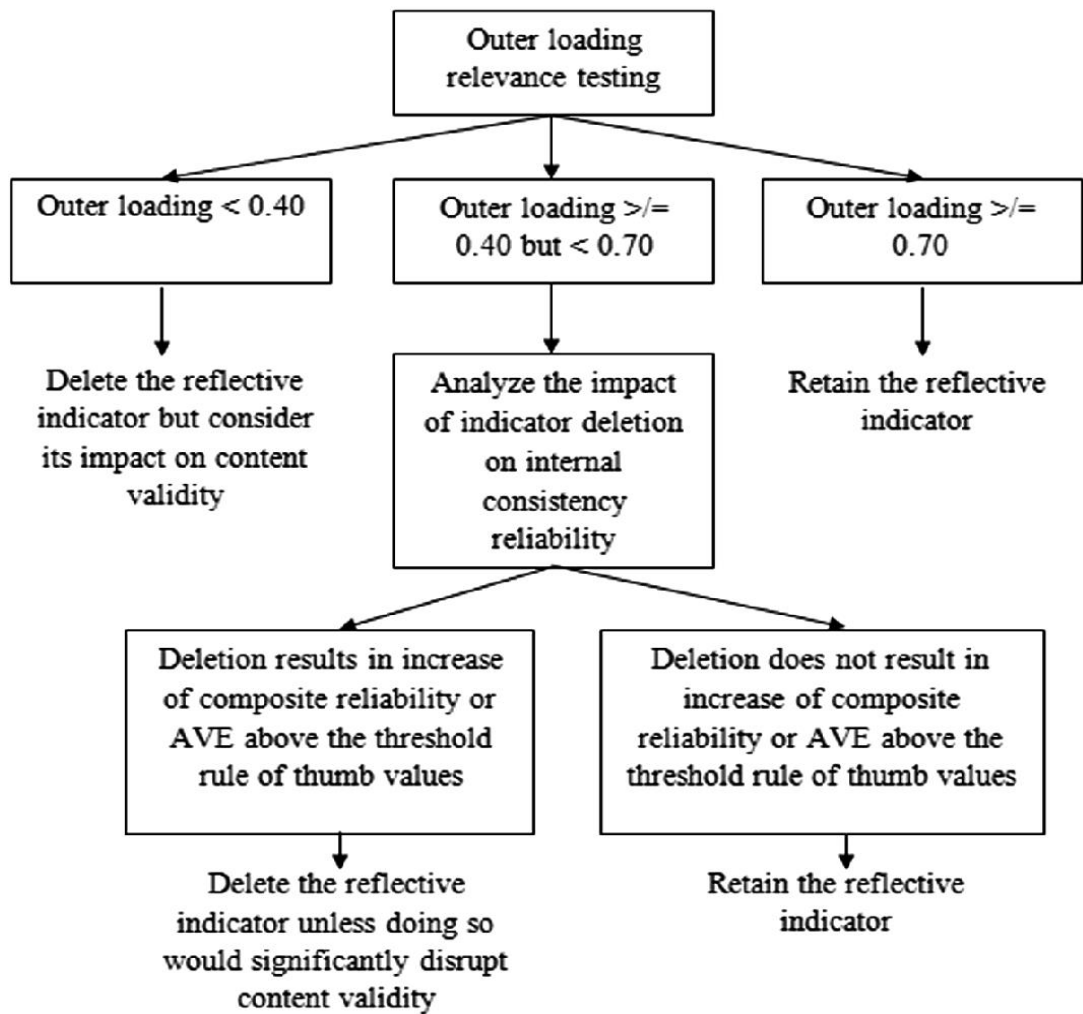 Outer loading
relevance testing
Outer loading < 0.40
Outer loading >/=
0.40 but < 0.70
Outer loading >/=
0.70
Delete the reflective
indicator but consider
its impact on content
validity
Analyze the impact
of indicator deletion
on internal
consistency
reliability
Retain the reflective
indicator
Deletion results in increase
of composite reliability or
AVE above the threshold
rule of thumb values
Deletion does not result in
increase of composite
reliability or AVE above the
threshold rule of thumb values
Delete the reflective
indicator unless doing so
would significantly disrupt
content validity
Retain the reflective
indicator